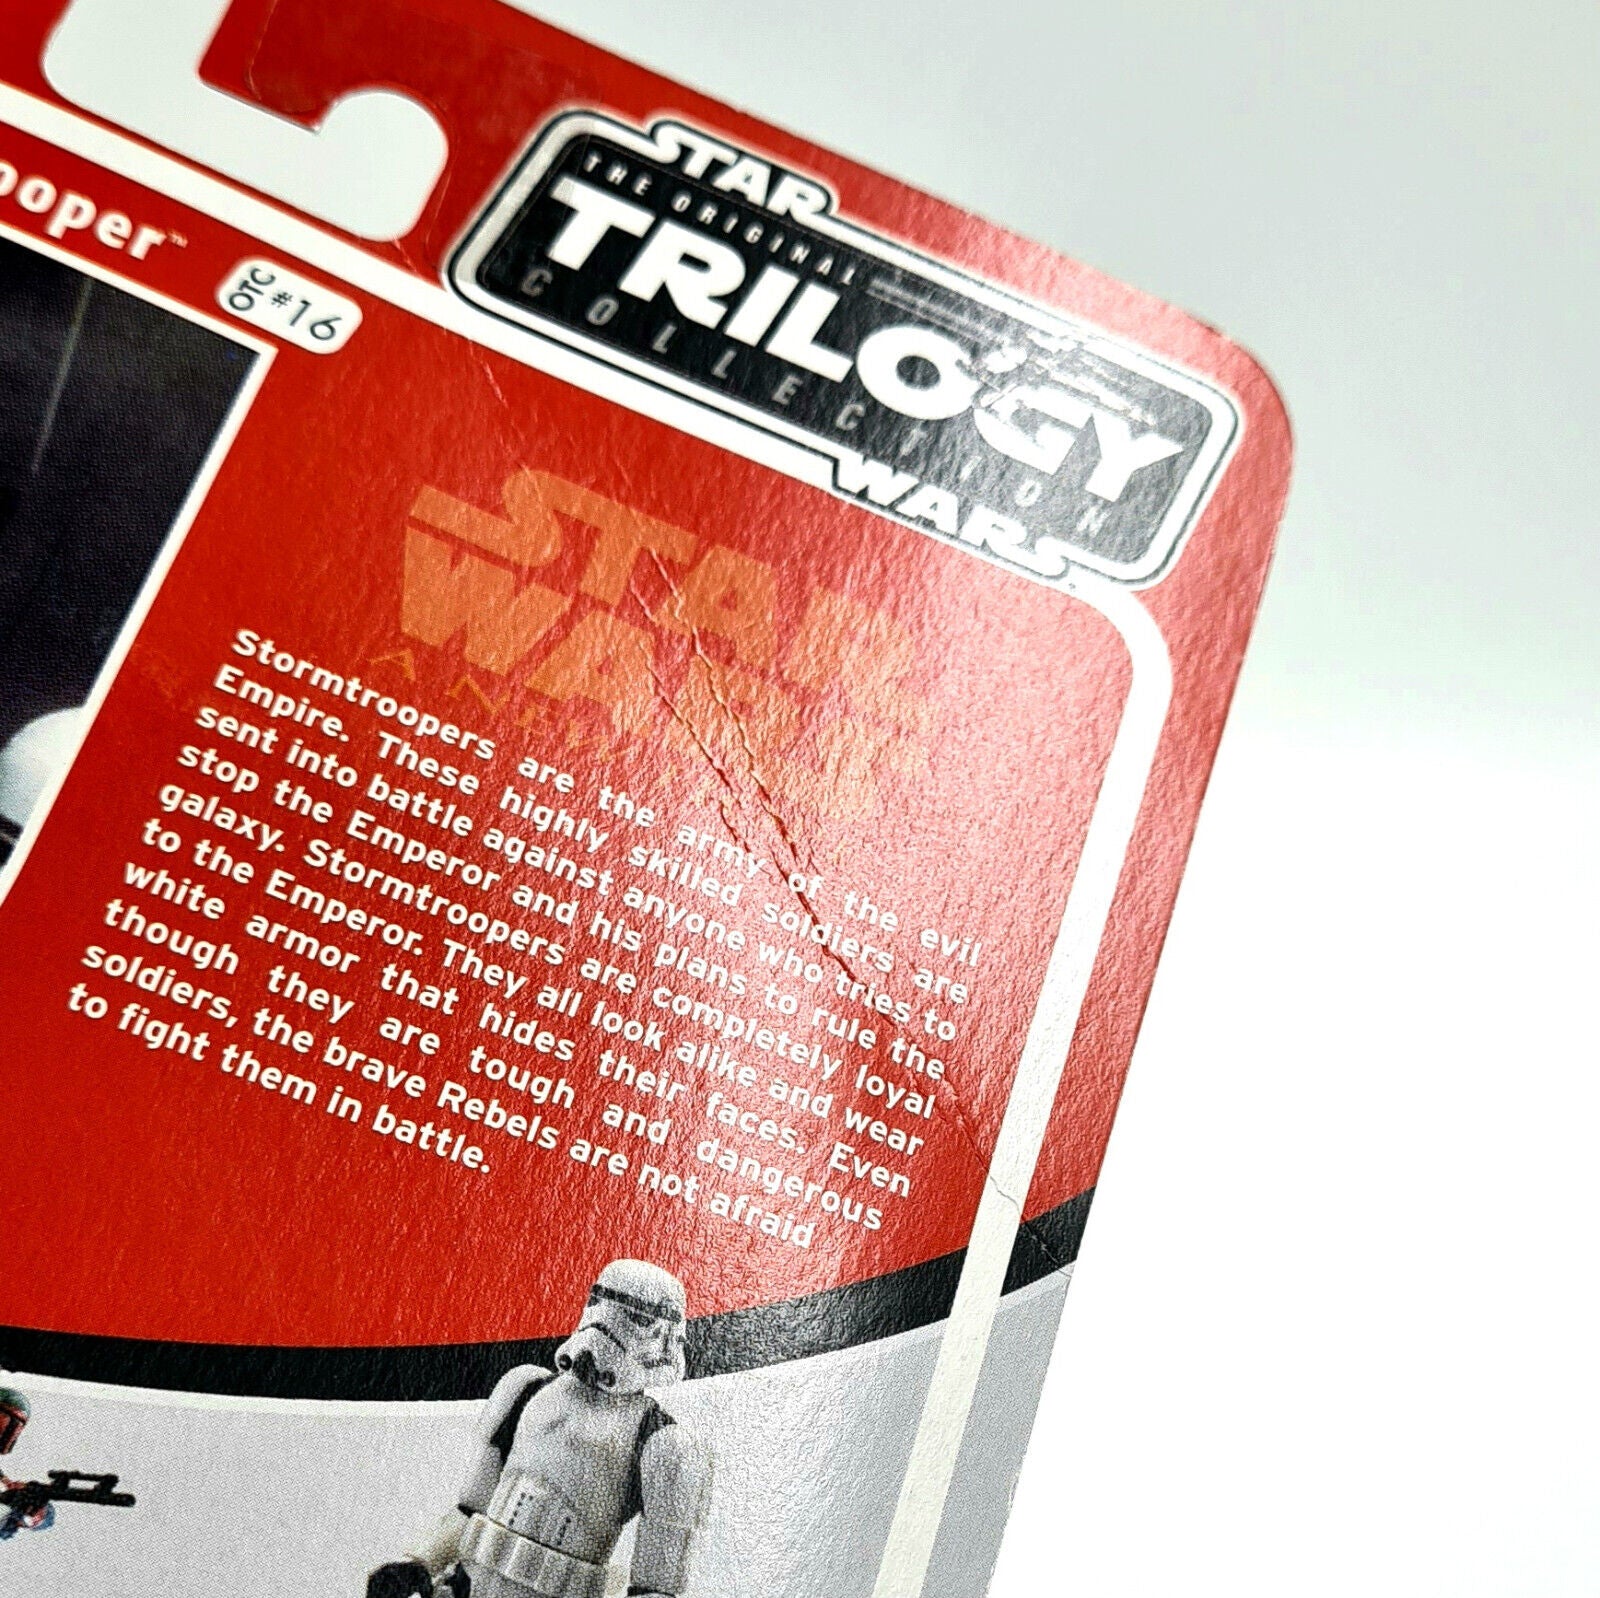 ooper™
OTC #16
STAR
THE ORIGINAL
TRILOGY
COLLECTION
WARS
STAR
WARS
A NEW
Stormtroopers are the army of the evil
Empire. These highly skilled soldiers are
sent into battle against anyone who tries to
stop the Emperor and his plans to rule the
galaxy. Stormtroopers are completely loyal
to the Emperor. They all look alike and wear
white armor that hides their faces. Even
though they are tough and dangerous
soldiers, the brave Rebels are not afraid
to fight them in battle.